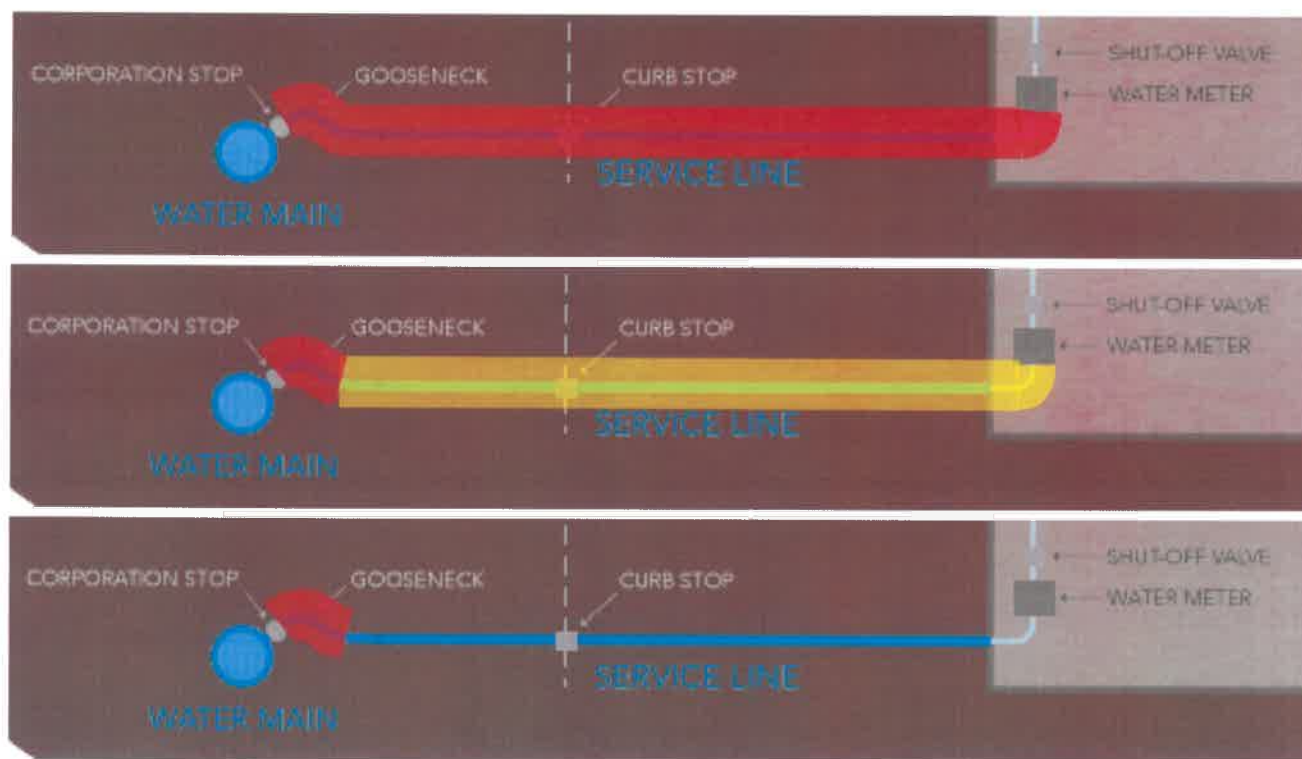 SHUT-OFF VALVE
CORPORATION STOP
GOOSENECK
CURB STOP
WATER METER
SERVICE LINE
WATER MAIN
SHUT-OFF VALVE
CORPORATION STOP
GOOSENECK
CURB STOP
WATER METER
SERVICE LINE
WATER MAIN
SHUT-OFF VALVE
CORPORATION STOP
GOOSENECK
CURB STOP
WATER METER
SERVICE LINE
WATER MAIN